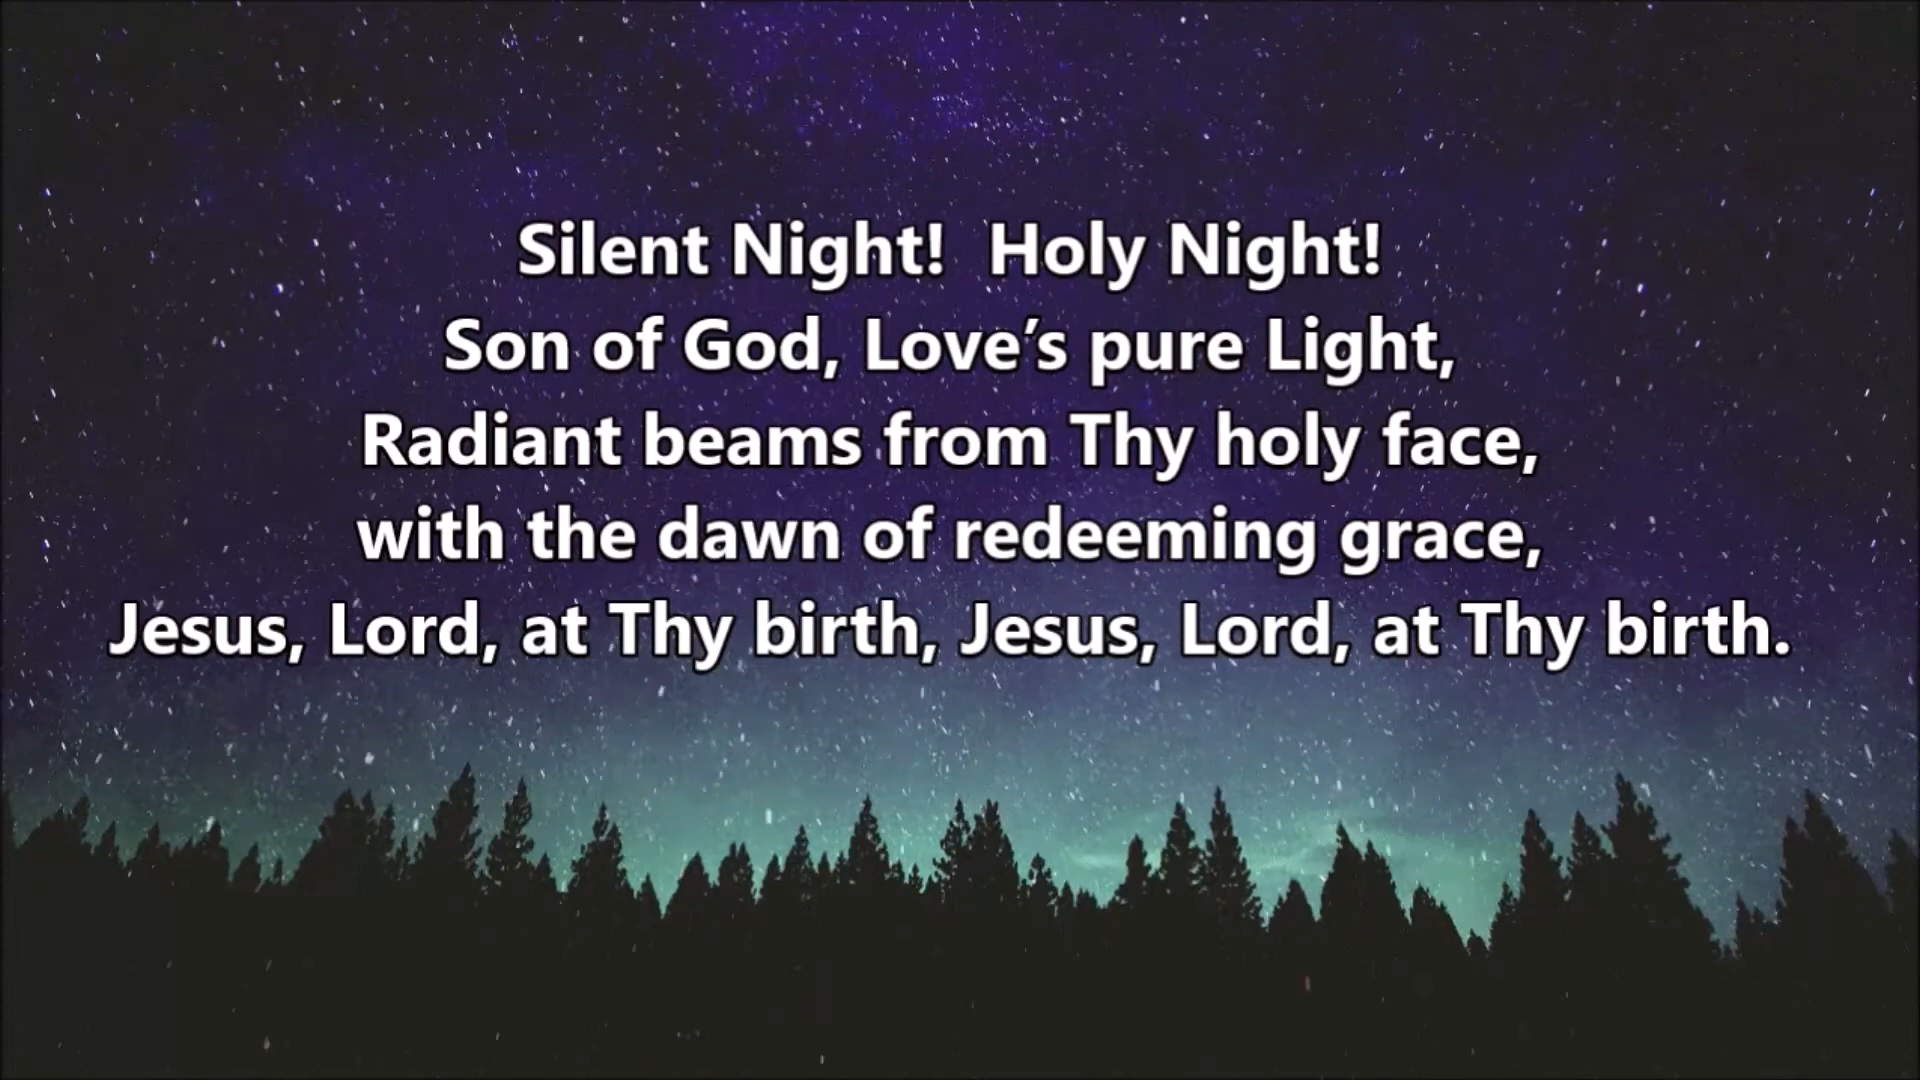 Silent Night!  Holy Night!
Son of God, Love’s pure Light,
Radiant beams from Thy holy face,
with the dawn of redeeming grace,
Jesus, Lord, at Thy birth, Jesus, Lord, at Thy birth.